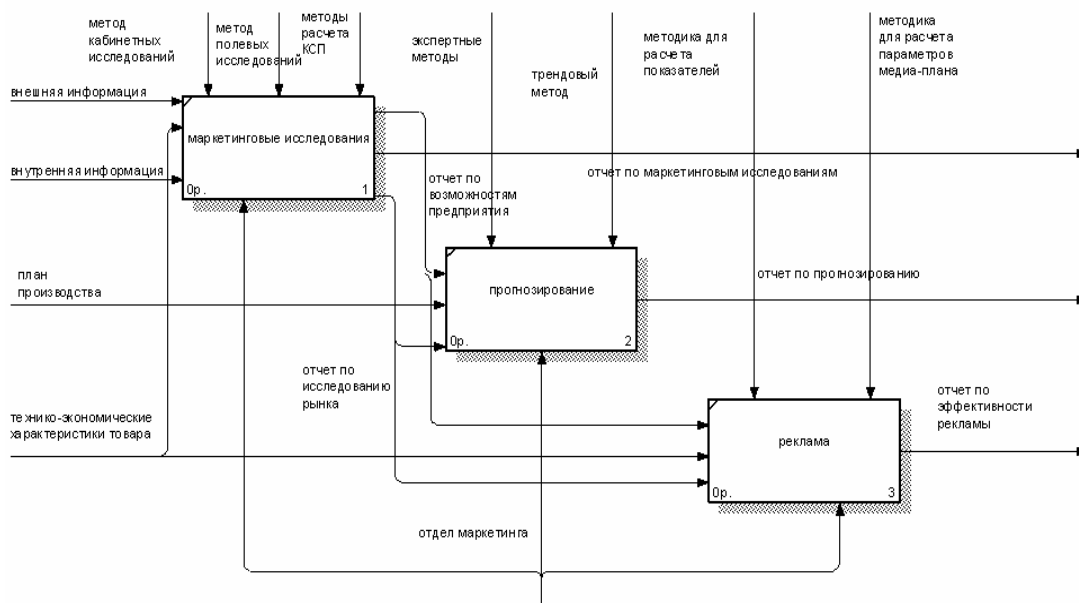 метод
кабинетных
исследований
метод
полевых
исследований
методы
расчета
КСП
экспертные
методы
трендовый
метод
методика для
расчета
показателей
методика
для расчета
параметров
медиа-плана
внешняя информация
маркетинговые исследования
внутренняя информация
0р.
1
отчет по
возможностям
предприятия
отчет по маркетинговым исследованиям
план
производства
прогнозирование
0р.
2
отчет по прогнозированию
отчет по
исследованию
рынка
технико-экономические
характеристики товара
реклама
0р.
3
отчет по
эффективности
рекламы
отдел маркетинга